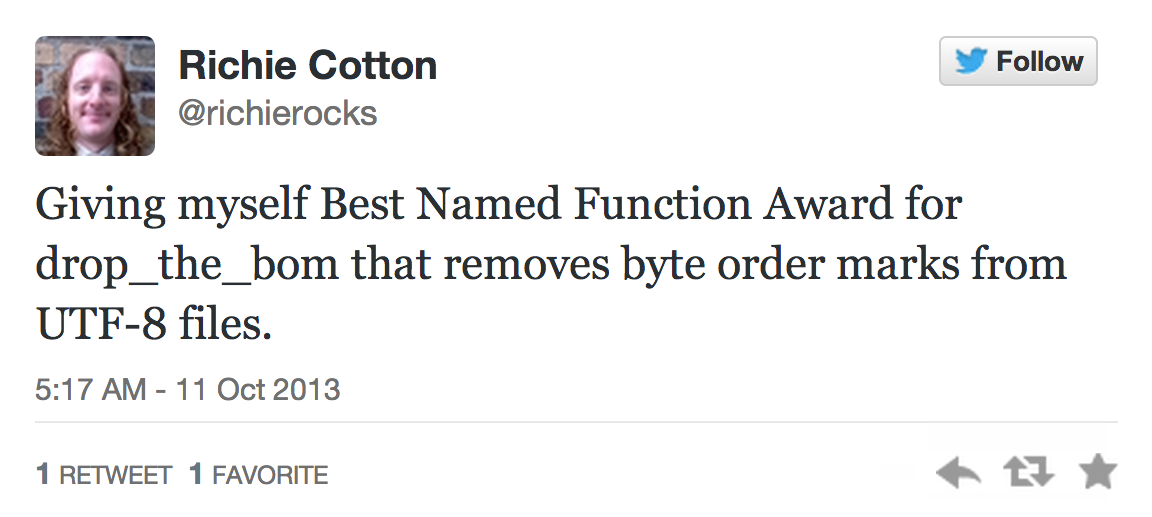 Richie Cotton
Follow
@richierocks
Giving myself Best Named Function Award for
drop_the_bom that removes byte order marks from
UTF-8 files.
5:17 AM - 11 Oct 2013
1 RETWEET 1 FAVORITE